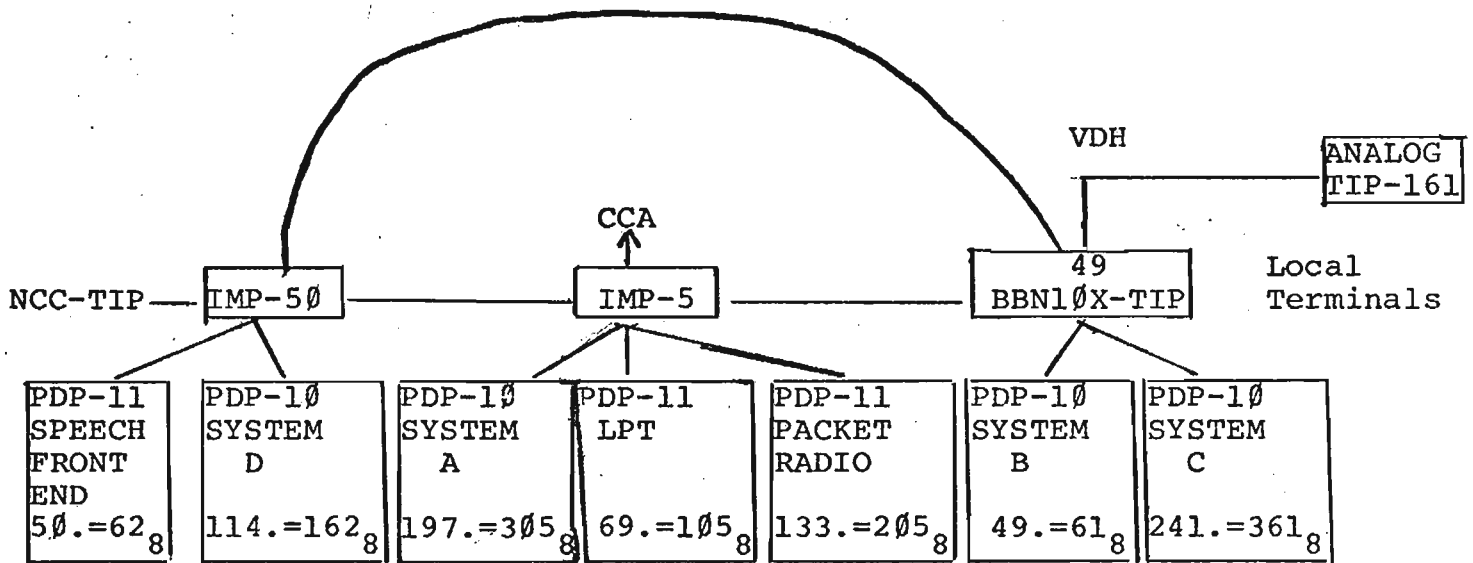 VDH
ANALOG
TIP-161
CCA
NCC-TIP
IMP-5Ø
IMP-5
49
BBN1ØX-TIP
Local
Terminals
PDP-11
SPEECH
FRONT
END
5Ø.=62₈
PDP-1Ø
SYSTEM
D
114.=162₈
PDP-1Ø
SYSTEM
A
197.=3Ø5₈
PDP-11
LPT
69.=1Ø5₈
PDP-11
PACKET
RADIO
133.=2Ø5₈
PDP-1Ø
SYSTEM
B
49.=61₈
PDP-1Ø
SYSTEM
C
241.=361₈